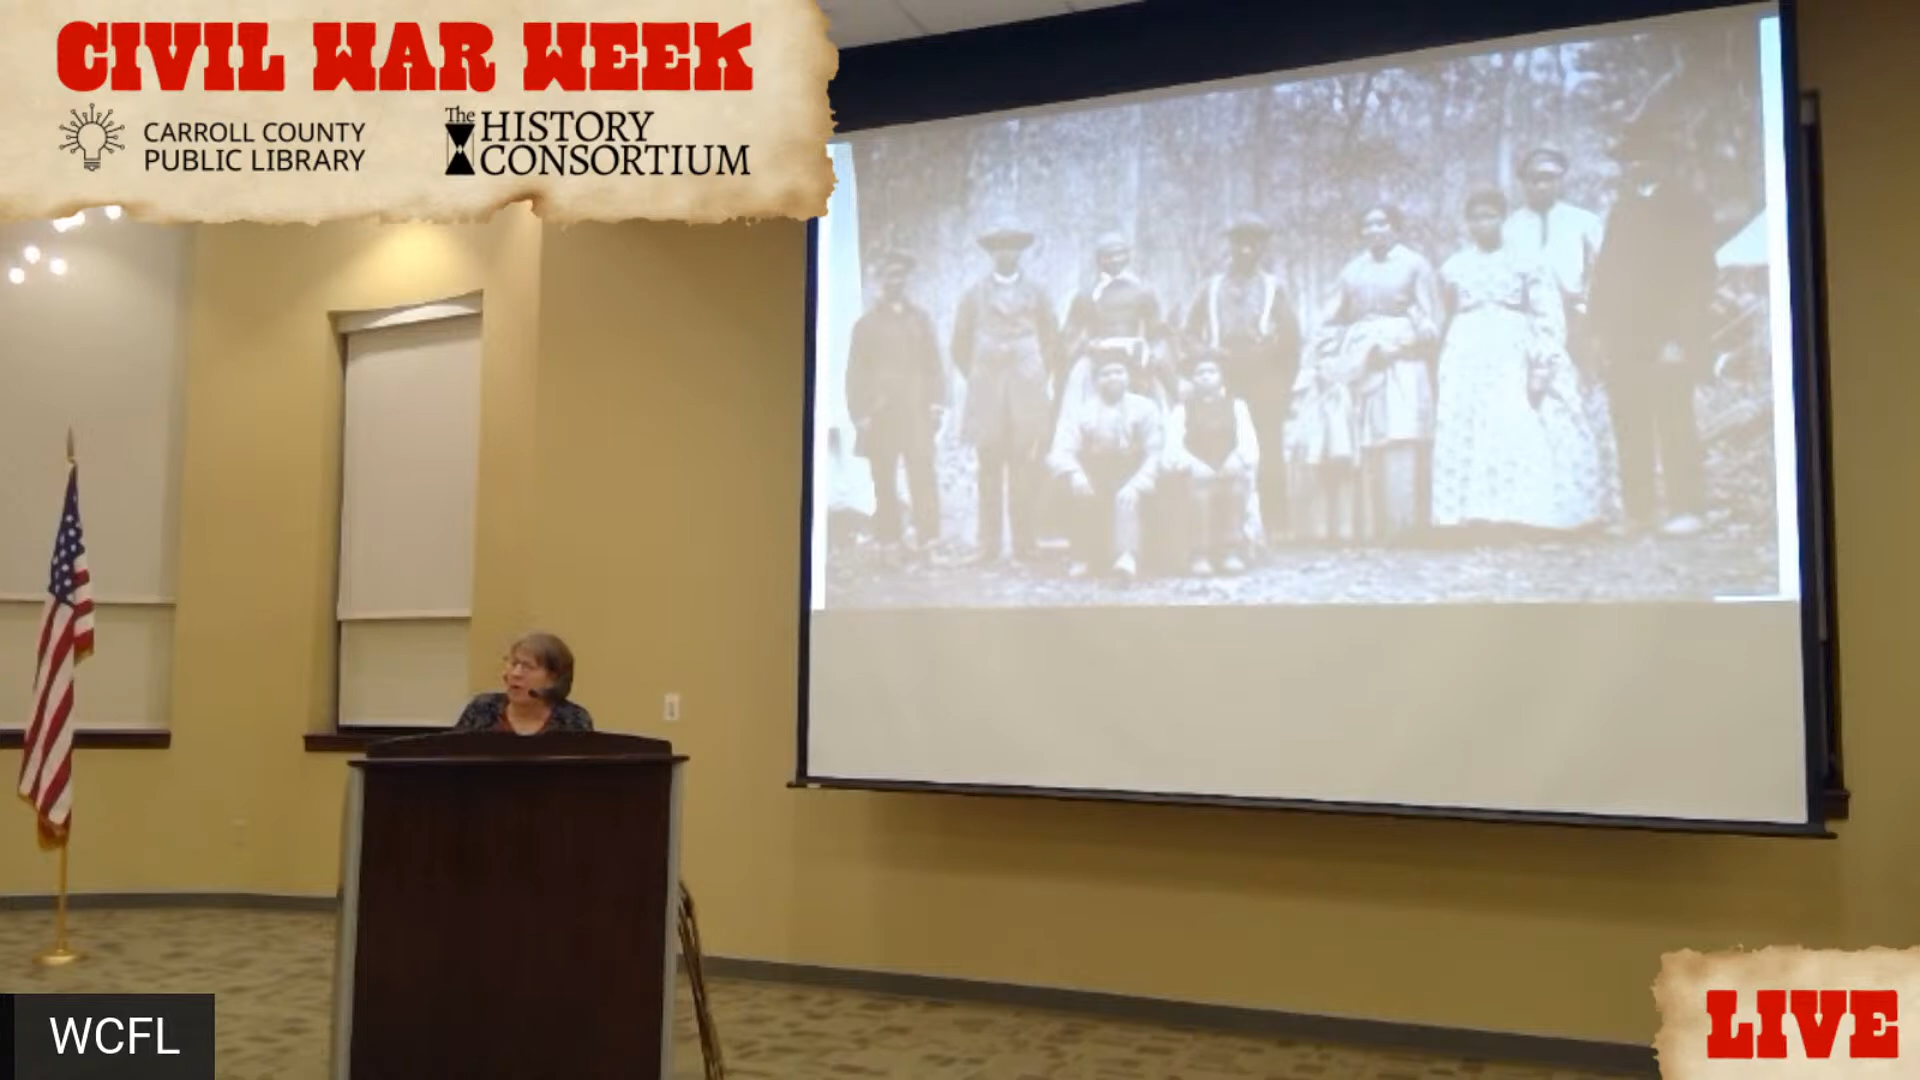 CIVIL WAR WEEK
CARROLL COUNTY
PUBLIC LIBRARY
The HISTORY
CONSORTIUM
WCFL
LIVE